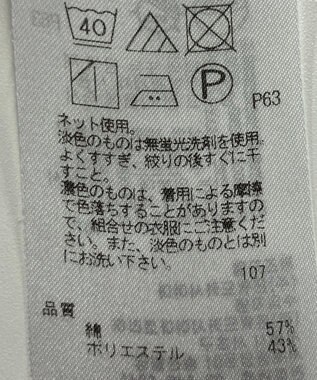 40
P
P63
ネット使用。
淡色のものは無蛍光洗剤を使用。
よくすすぎ、絞りの後すぐに干
すこと。
濃色のものは、着用による摩擦
で色落ちすることがありますの
で、組合せの衣服にご注意くだ
さい。また、淡色のものとは別
にお洗い下さい。
107
品質
綿 57%
ポリエステル 43%